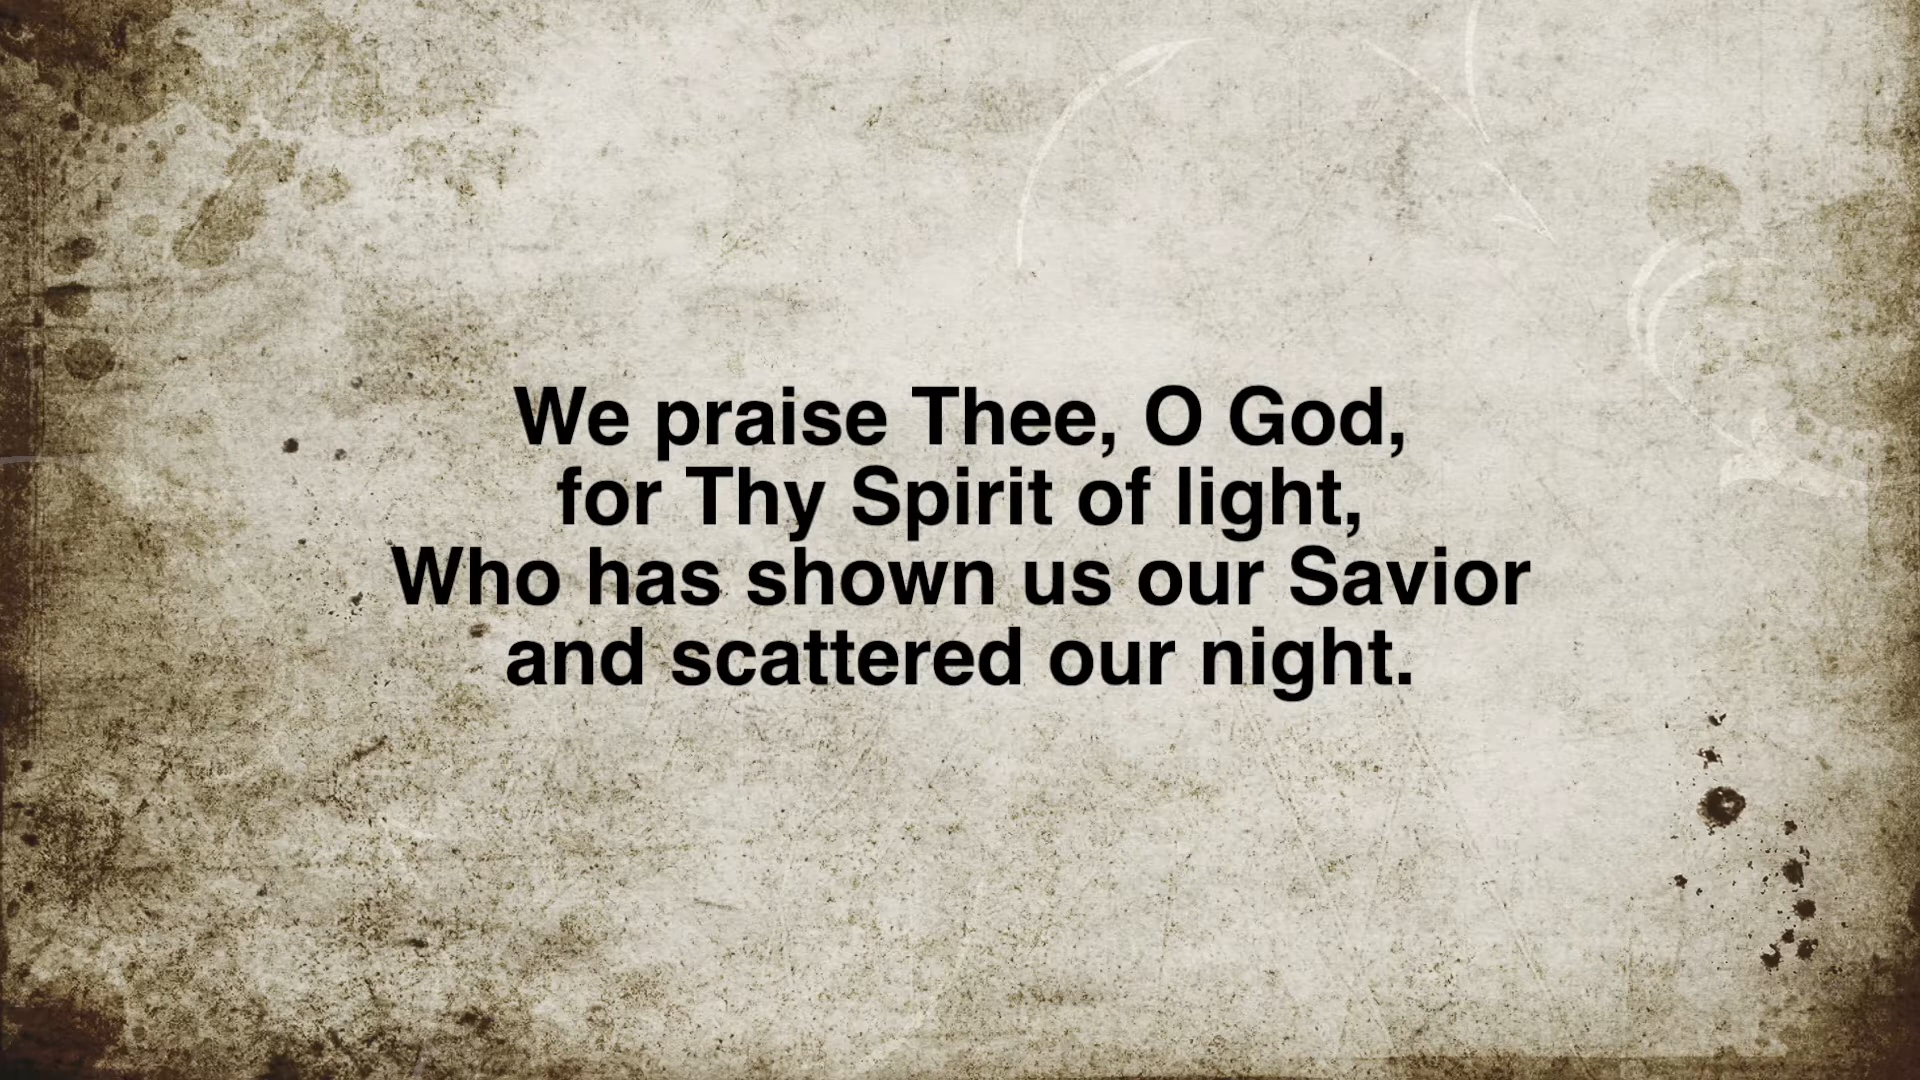 We praise Thee, O God,
for Thy Spirit of light,
Who has shown us our Savior
and scattered our night.